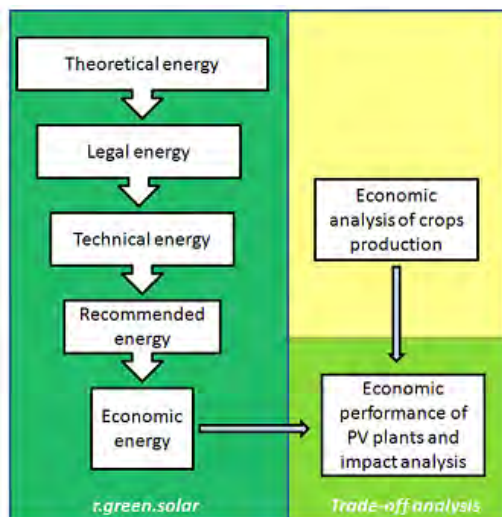 Theoretical energy
Legal energy
Technical energy
Recommended
energy
Economic
energy
r.green.solar
Economic
analysis of crops
production
Economic
performance of
PV plants and
impact analysis
Trade-off analysis